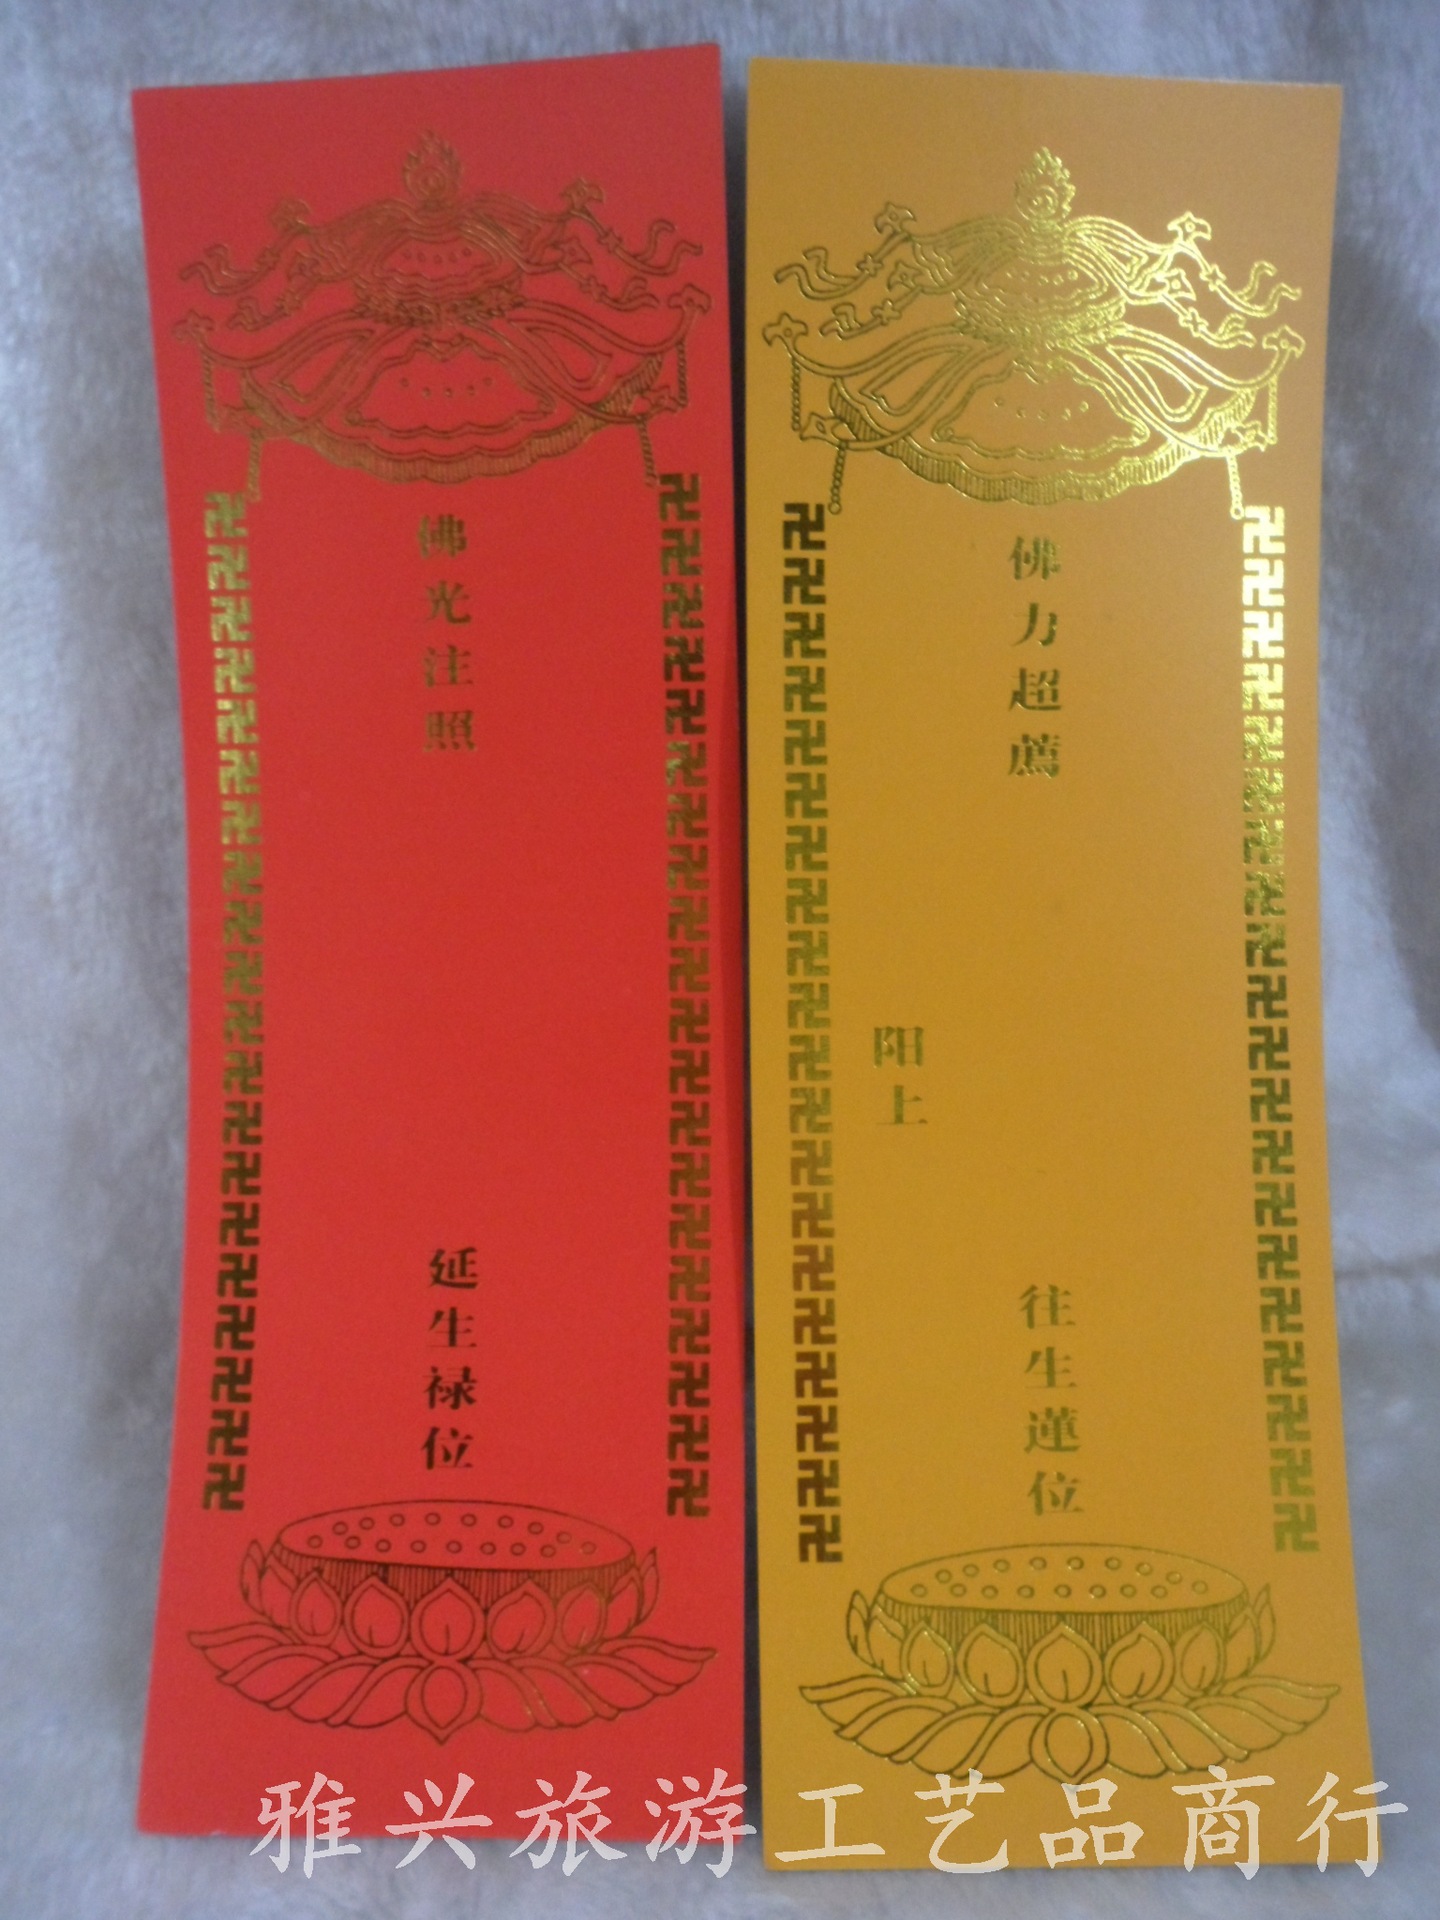 佛光注照
延生禄位
佛力超薦
阳上
往生蓮位
雅兴旅游工艺品商行